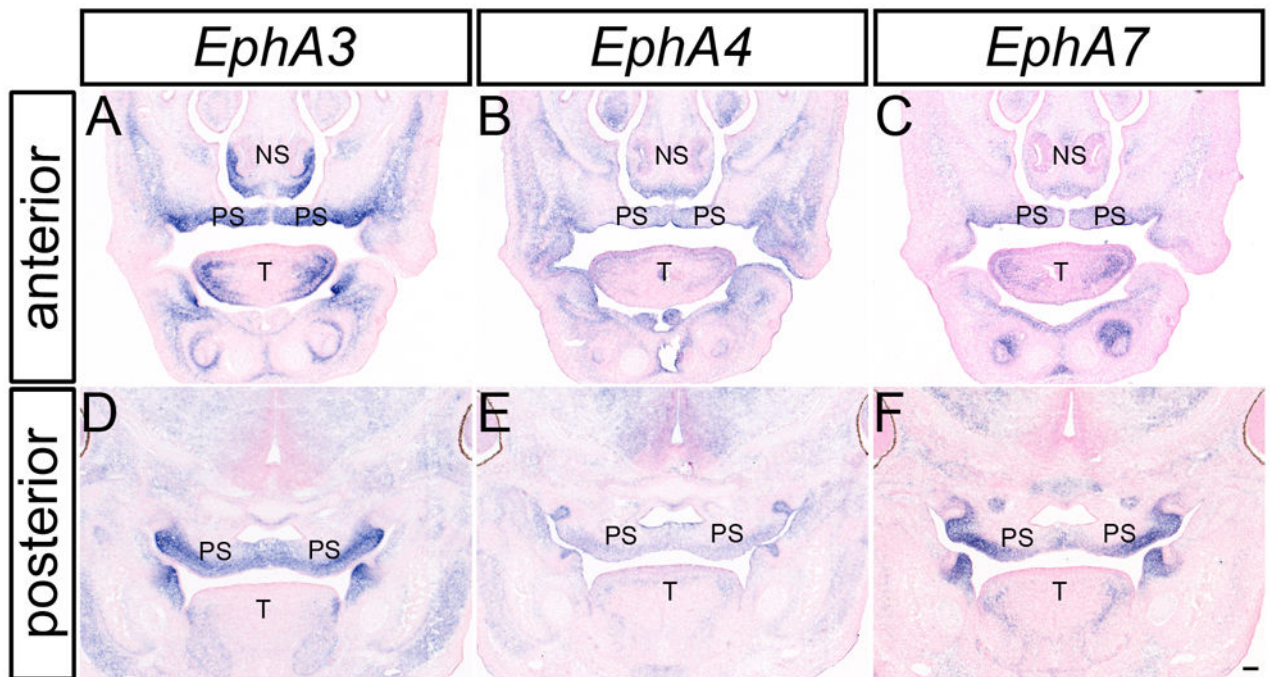 EphA3 EphA4 EphA7
anterior
A B C
NS NS NS
PS PS PS PS PS PS
T T T
posterior
D E F
PS PS PS PS PS PS
T T T